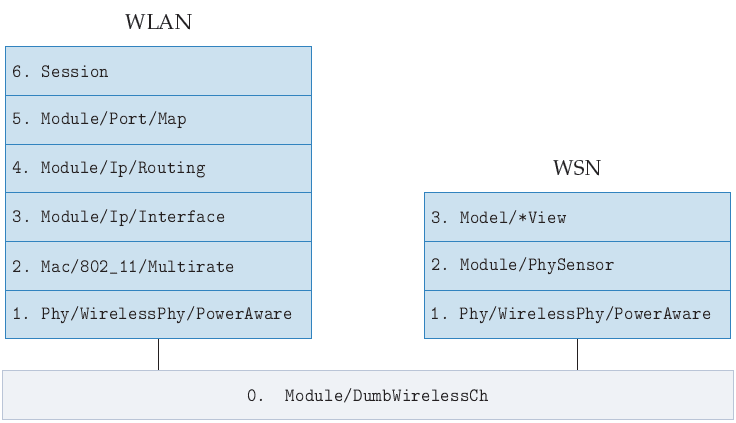 WLAN
6. Session
5. Module/Port/Map
4. Module/Ip/Routing
3. Module/Ip/Interface
2. Mac/802_11/Multirate
1. Phy/WirelessPhy/PowerAware
WSN
3. Model/*View
2. Module/PhySensor
1. Phy/WirelessPhy/PowerAware
0. Module/DumbWirelessCh